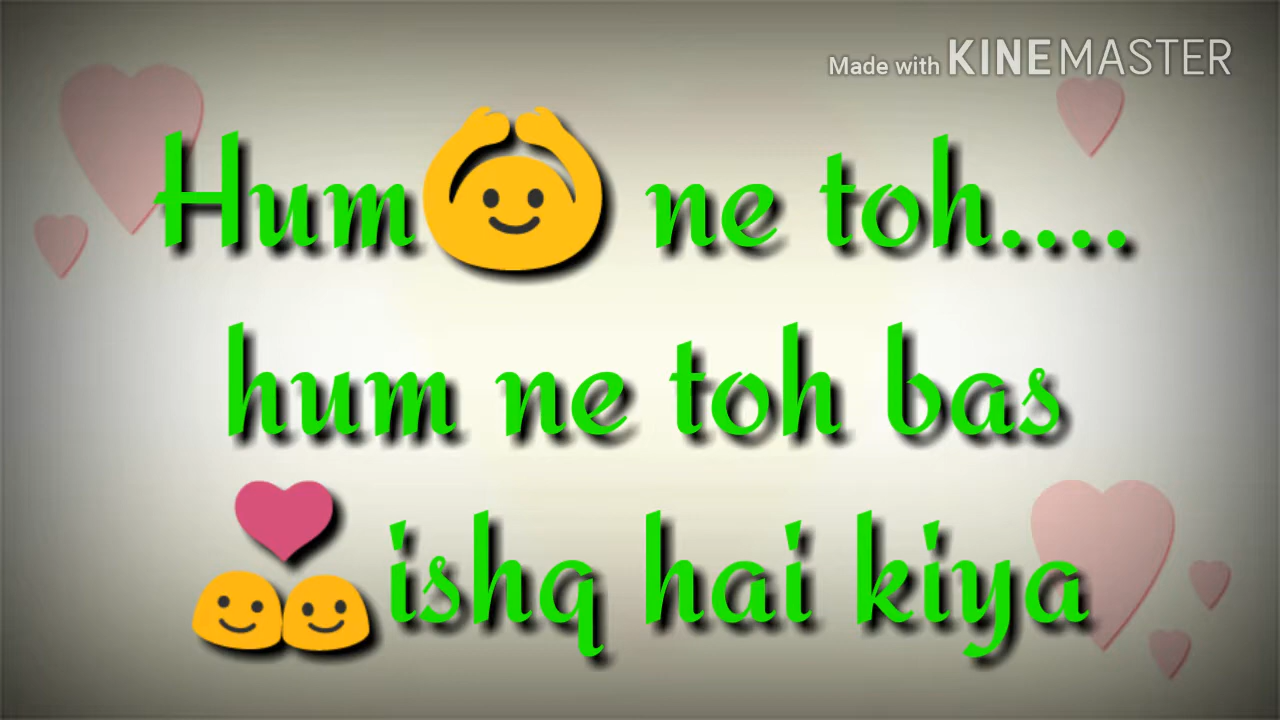 Made with KINEMASTER
Hum🙆 ne toh....
hum ne toh bas
💑ishq hai kiya